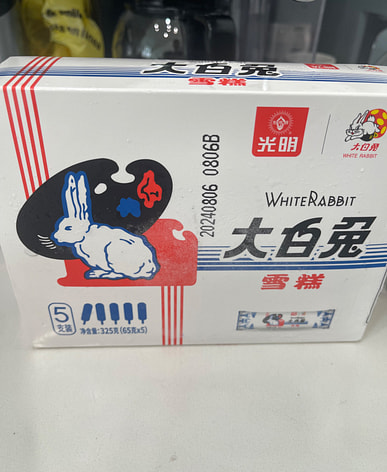 大白兔
雪糕
光明
大白兔
WHITE RABBIT
20240806 0806B
WHITERABBIT
大白兔
雪糕
5
支装
净含量:325克(65克x5)